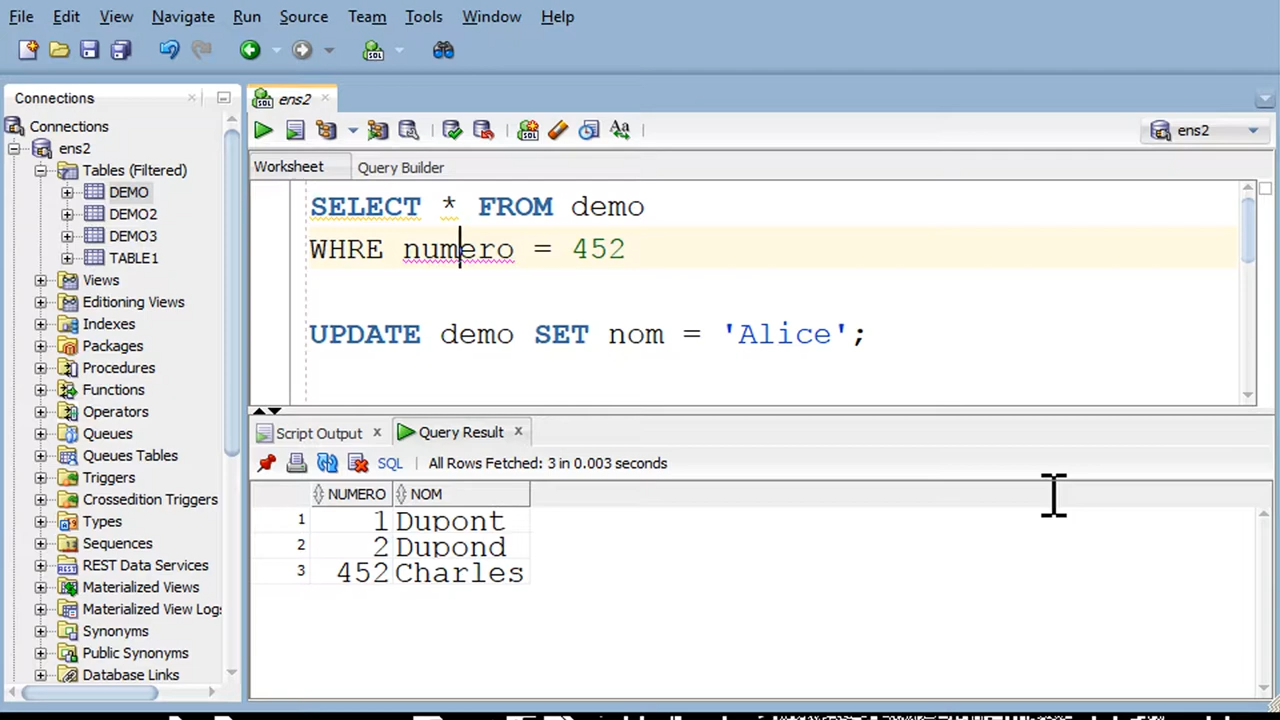 File Edit View Navigate Run Source Team Tools Window Help
Connections
ens2
ens2
Connections
ens2
Tables (Filtered)
DEMO
DEMO2
DEMO3
TABLE1
Views
Editioning Views
Indexes
Packages
Procedures
Functions
Operators
Queues
Queues Tables
Triggers
Crossedition Triggers
Types
Sequences
REST Data Services
Materialized Views
Materialized View Logs
Synonyms
Public Synonyms
Database Links
Worksheet Query Builder
SELECT * FROM demo
WHRE numero = 452
UPDATE demo SET nom = 'Alice';
Script Output Query Result
SQL All Rows Fetched: 3 in 0.003 seconds
NUMERO NOM
1 1 Dupont
2 2 Dupond
3 452 Charles